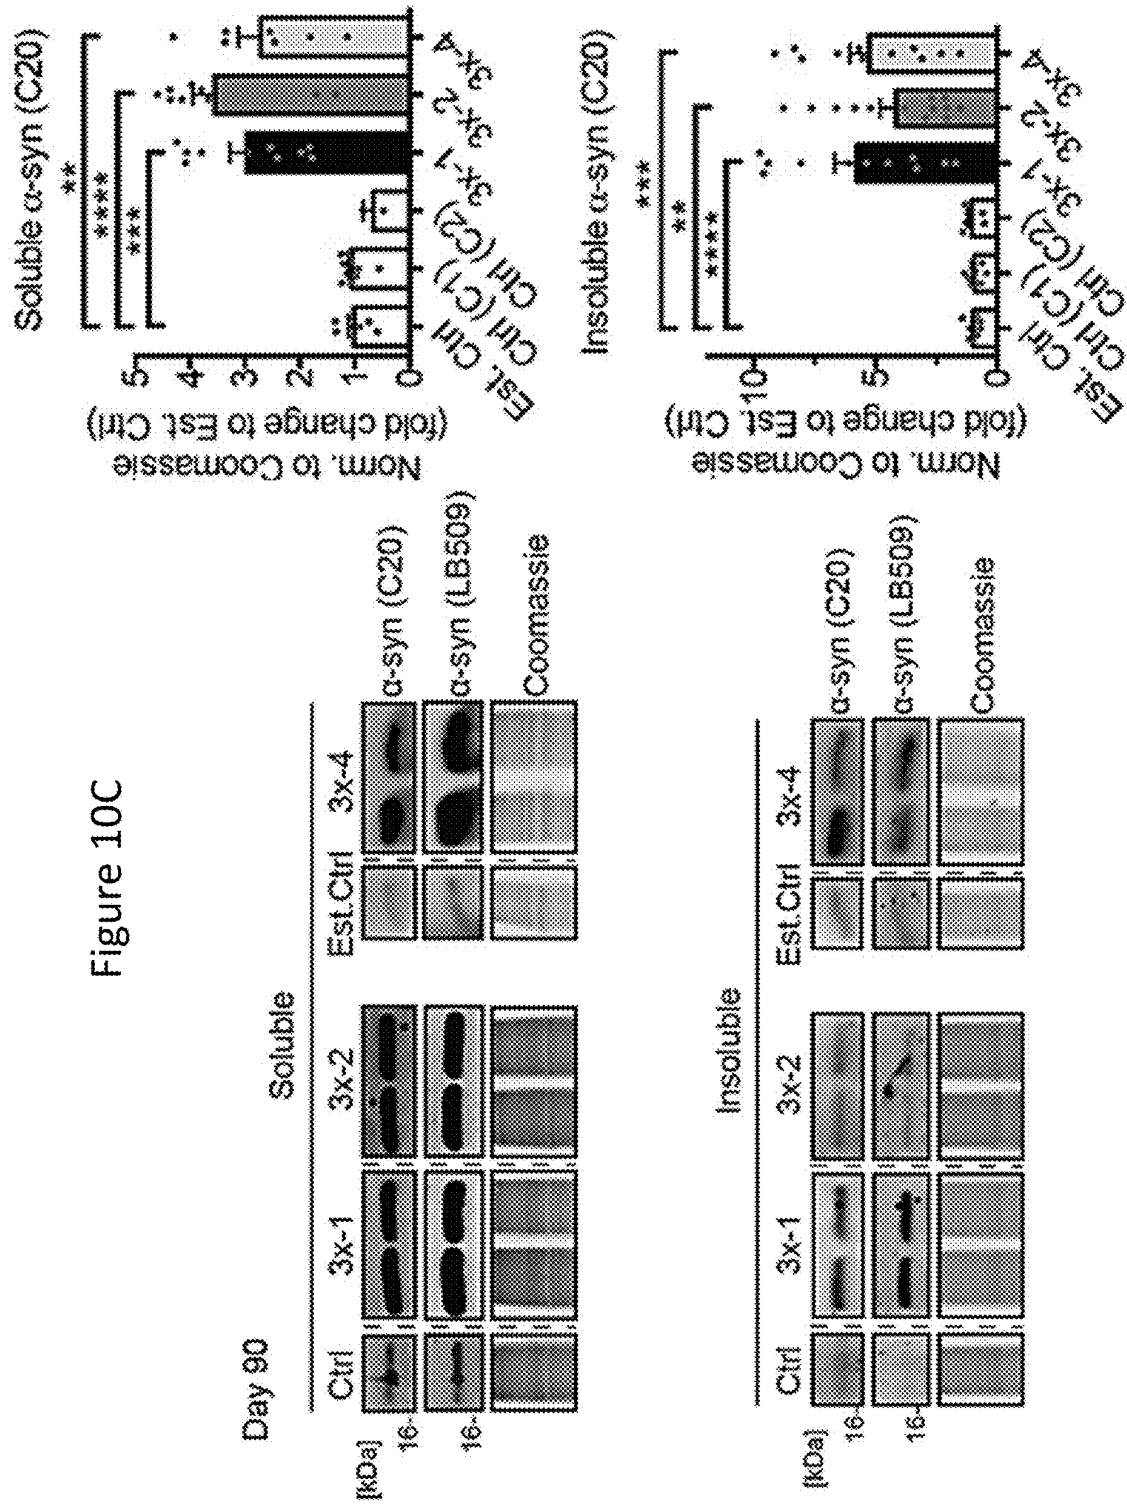 Figure 10C
Day 90
Soluble
[kDa]
Ctrl 3x-1 3x-2 Est.Ctrl 3x-4
16-
α-syn (C20)
16-
α-syn (LB509)
Coomassie
Insoluble
[kDa]
Ctrl 3x-1 3x-2 Est.Ctrl 3x-4
16-
α-syn (C20)
16-
α-syn (LB509)
Coomassie
Soluble α-syn (C20)
**
****
***
Norm. to Coomassie
(fold change to Est. Ctrl)
5
4
3
2
1
0
Est. Ctrl
Ctrl (C1)
Ctrl (C2)
3x-1
3x-2
3x-4
Insoluble α-syn (C20)
***
**
****
Norm. to Coomassie
(fold change to Est. Ctrl)
10
5
0
Est. Ctrl
Ctrl (C1)
Ctrl (C2)
3x-1
3x-2
3x-4